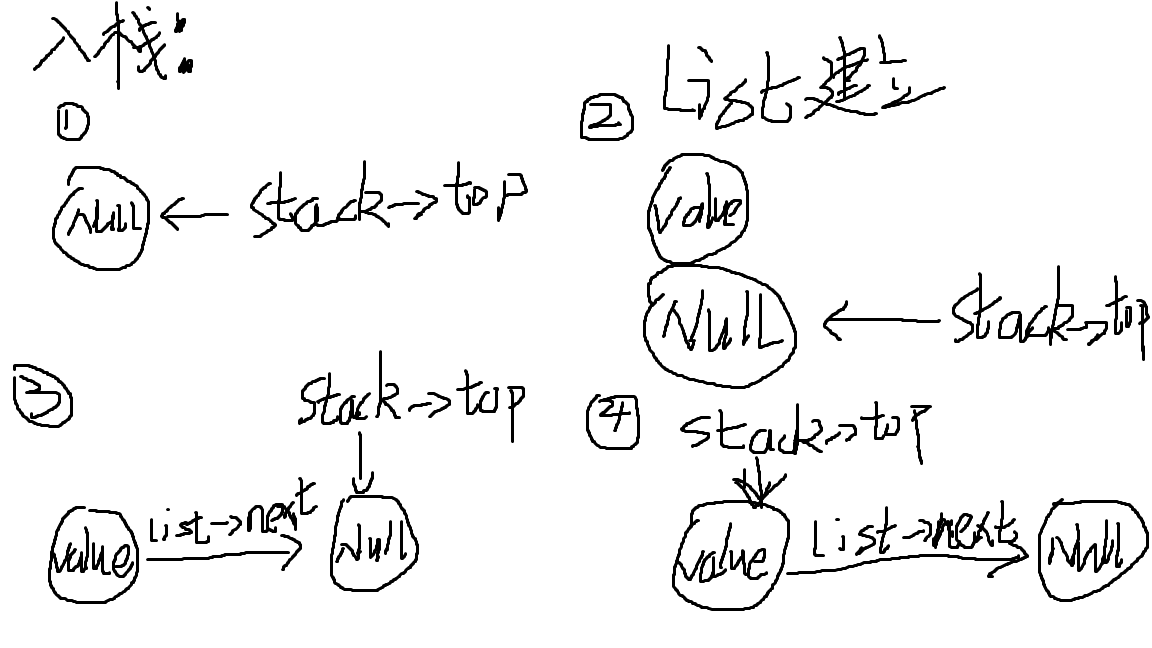 入栈:
①
Null ← stack→top
② List建立
value
Null ← stack→top
③
stack→top
value list→next Null
④ stack→top
value list→next Null